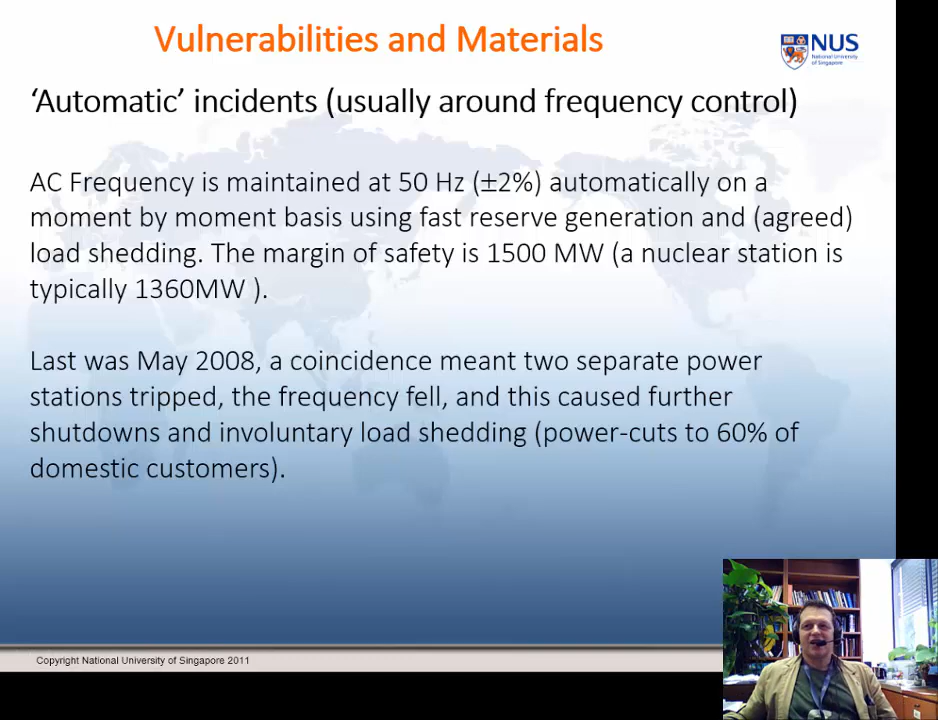 Vulnerabilities and Materials
NUS
National University
of Singapore
‘Automatic’ incidents (usually around frequency control)
AC Frequency is maintained at 50 Hz (±2%) automatically on a
moment by moment basis using fast reserve generation and (agreed)
load shedding. The margin of safety is 1500 MW (a nuclear station is
typically 1360MW ).
Last was May 2008, a coincidence meant two separate power
stations tripped, the frequency fell, and this caused further
shutdowns and involuntary load shedding (power-cuts to 60% of
domestic customers).
Copyright National University of Singapore 2011